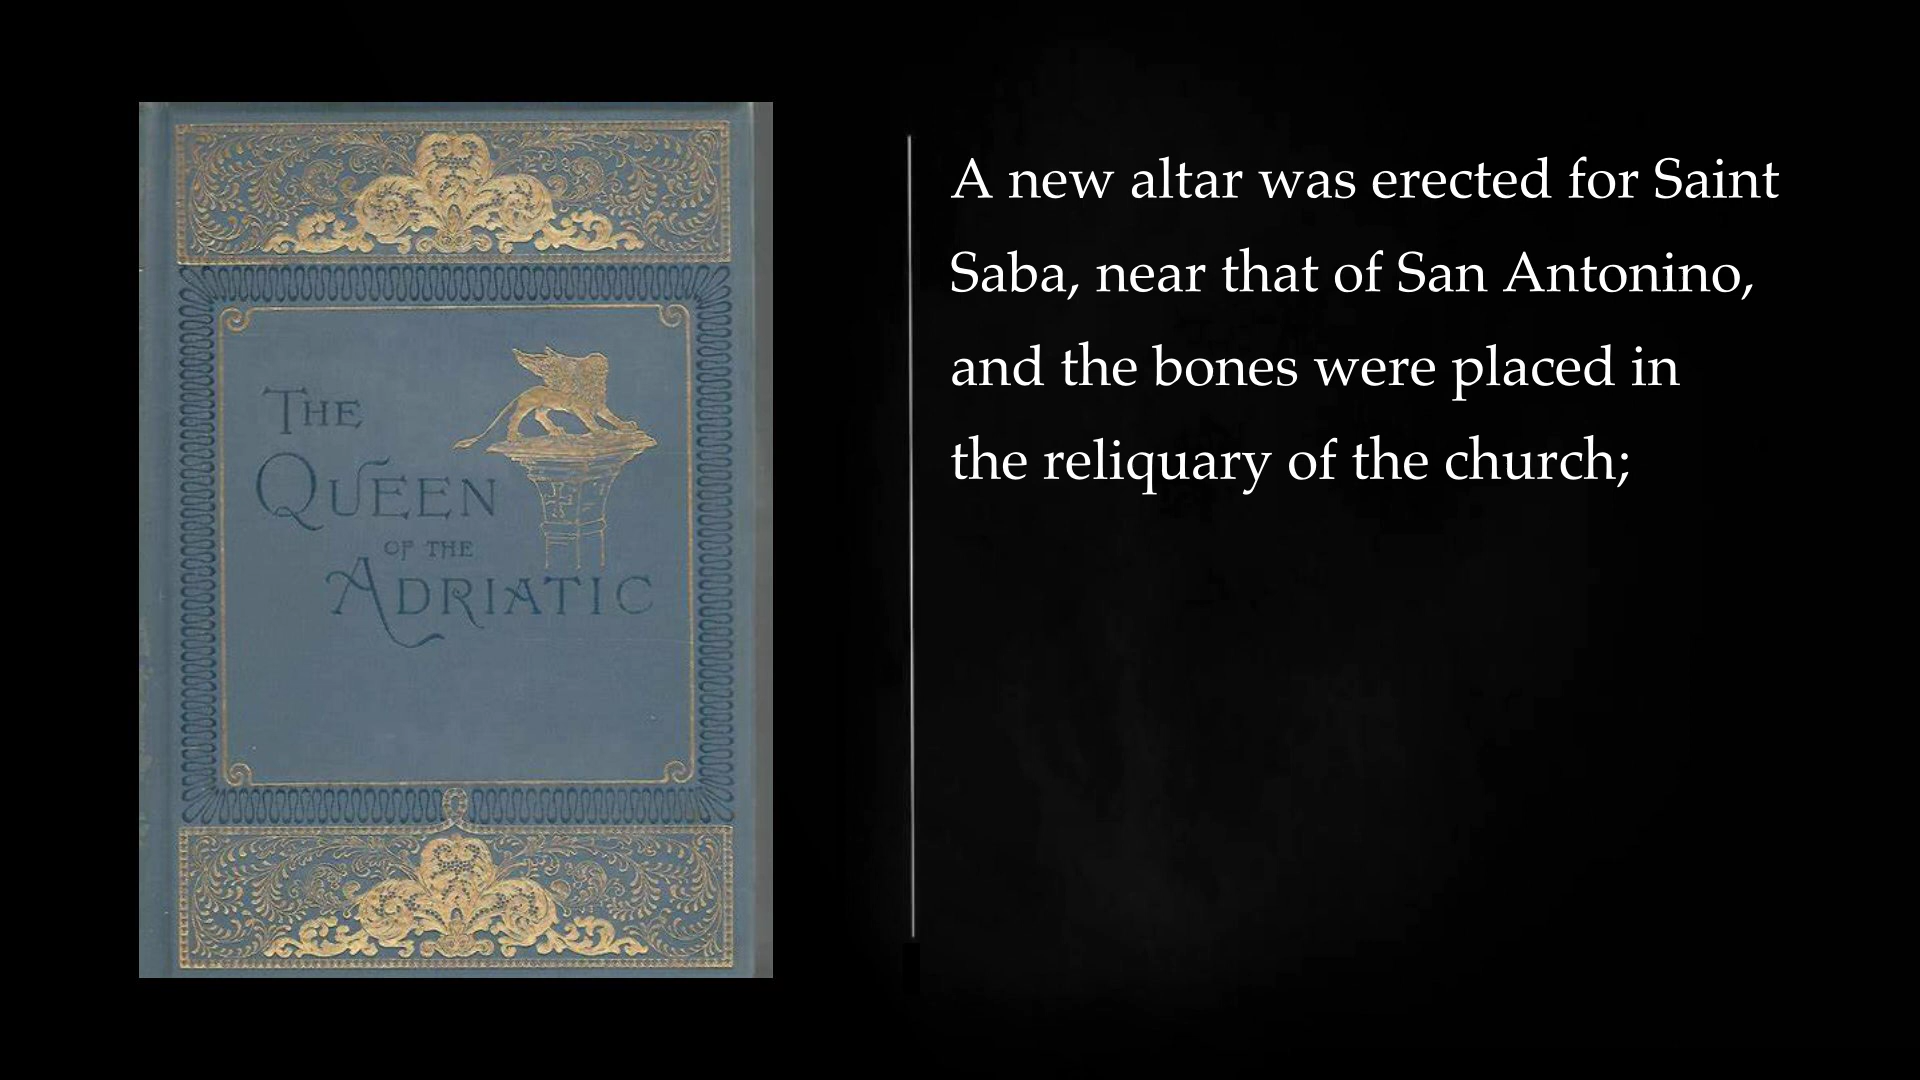 THE
QUEEN
OF THE
ADRIATIC
A new altar was erected for Saint
Saba, near that of San Antonino,
and the bones were placed in
the reliquary of the church;